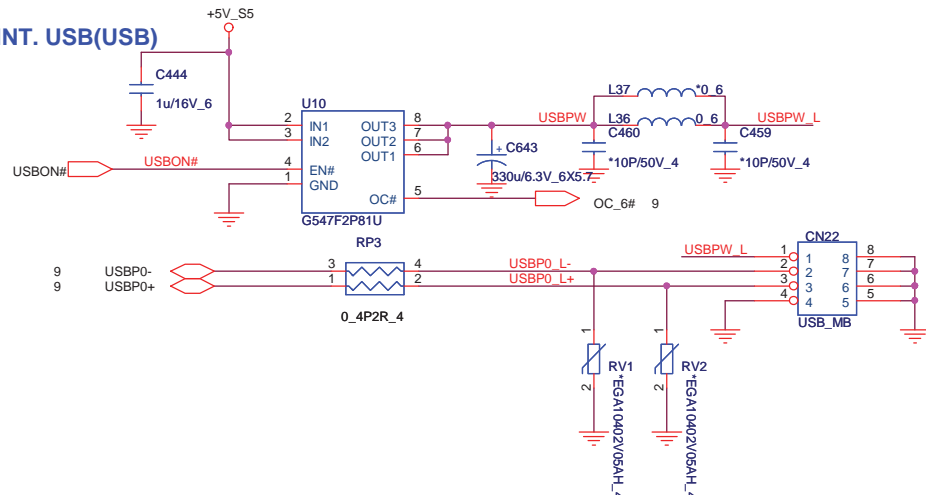 +5V_S5
INT. USB(USB)
C444
1u/16V_6
U10
2 IN1 OUT3 8
3 IN2 OUT2 7
OUT1 6
4 EN#
1 GND
OC# 5
G547F2P81U
USBON# USBON#
USBPW
L37 *0_6
L36 0_6
USBPW_L
C460
*10P/50V_4
C459
*10P/50V_4
+ C643
330u/6.3V_6X5.7
OC_6# 9
RP3
9 USBP0- 3 4 USBP0_L-
9 USBP0+ 1 2 USBP0_L+
0_4P2R_4
CN22
USBPW_L 1 1 8 8
2 2 7 7
3 3 6 6
4 4 5 5
USB_MB
1 RV1 2
*EGA10402V05AH_4
1 RV2 2
*EGA10402V05AH_4